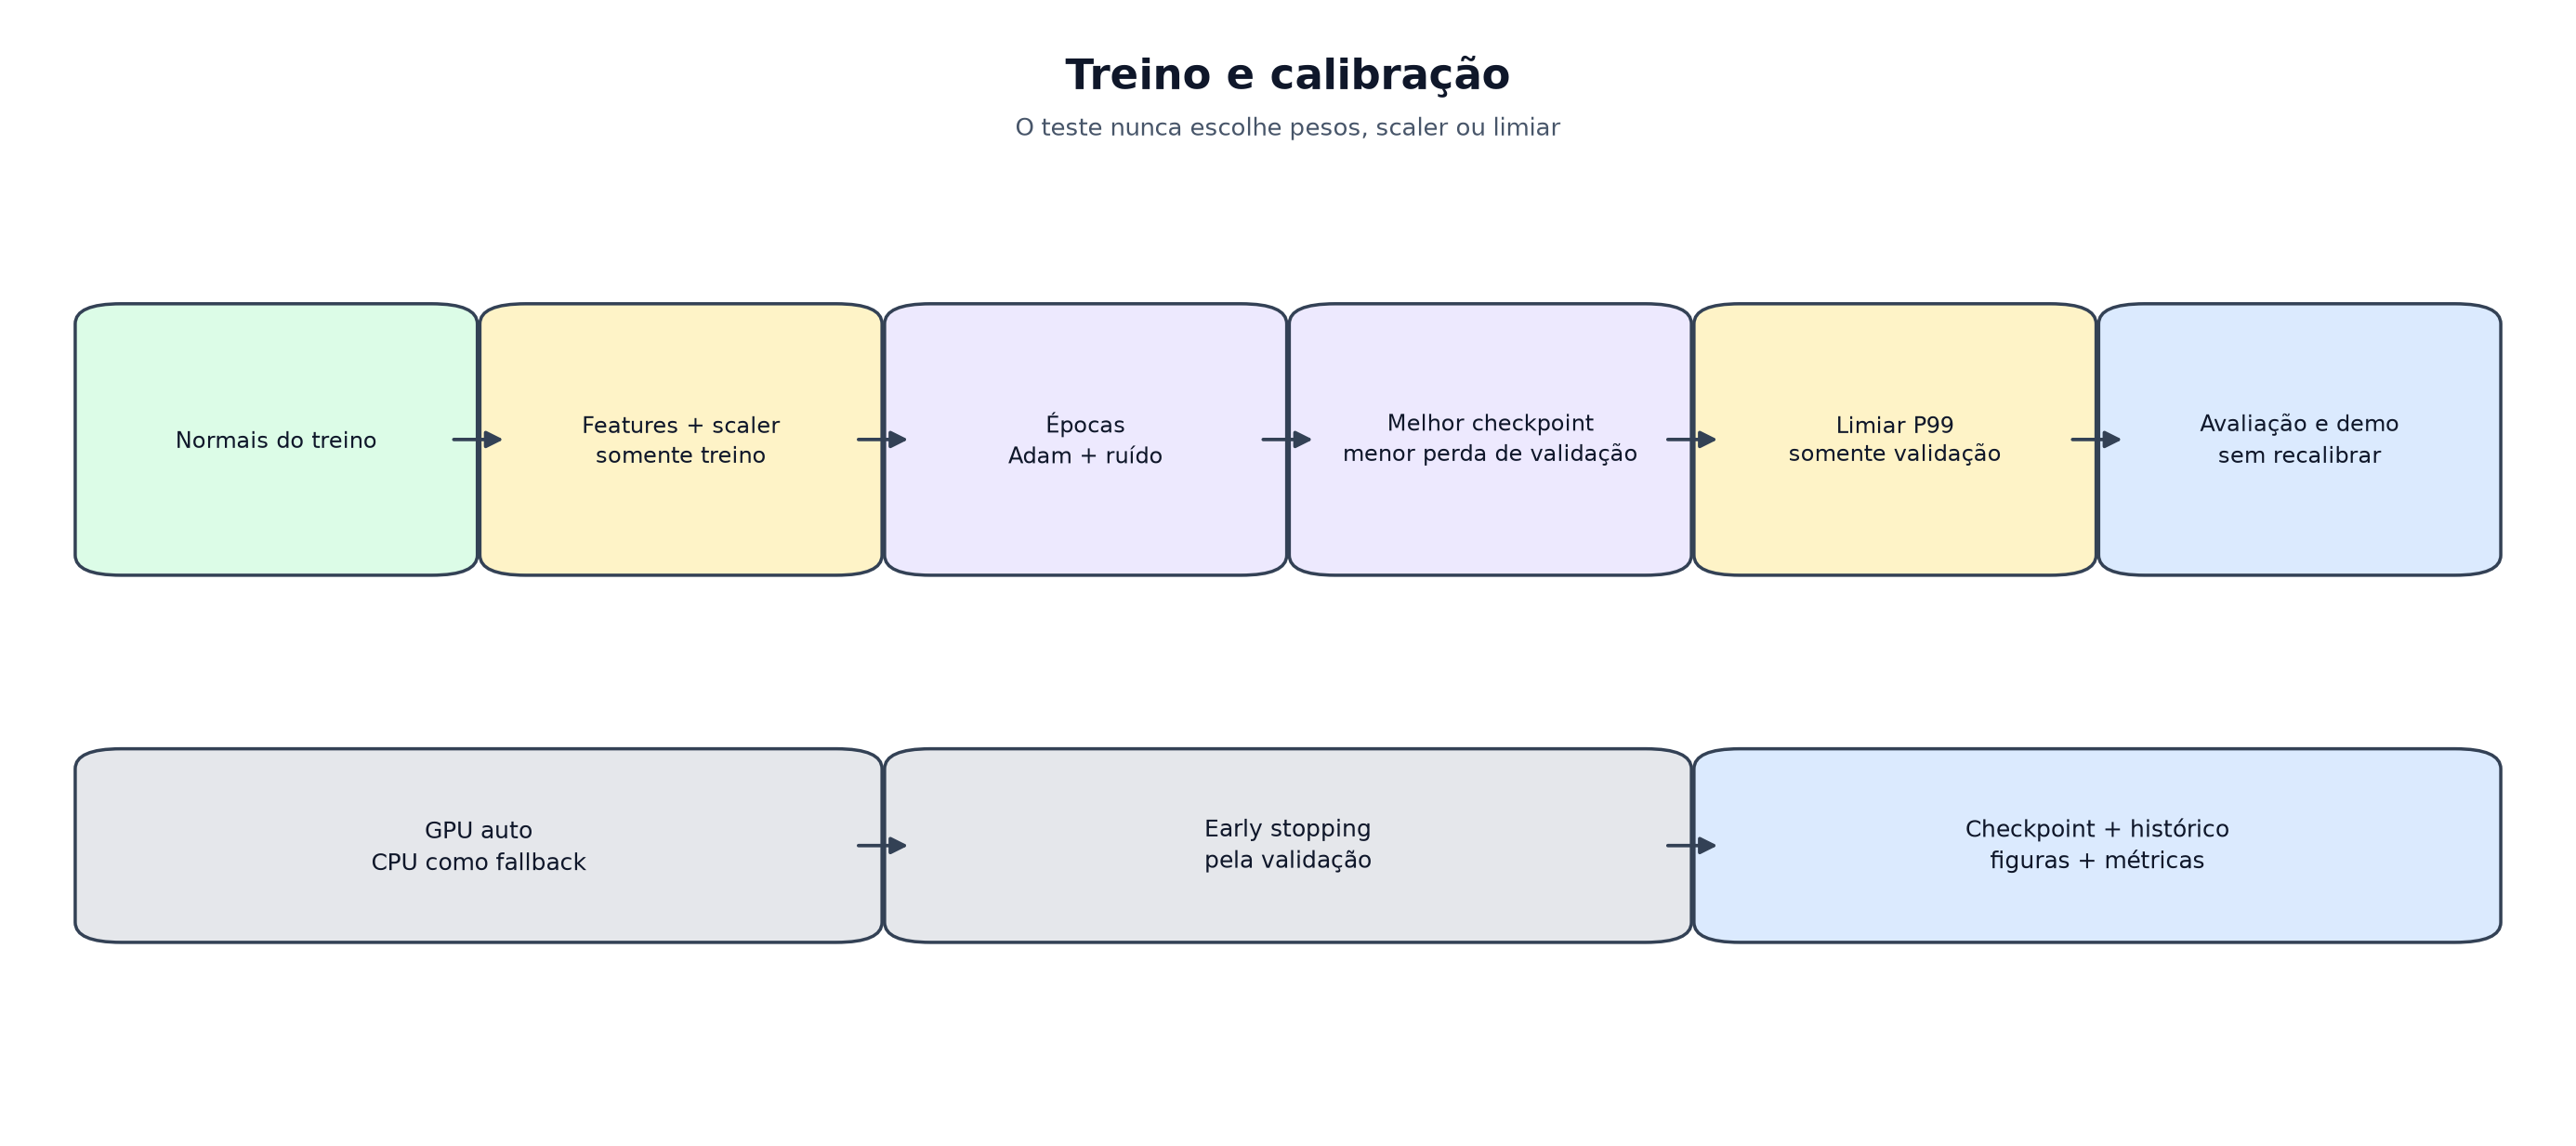 Treino e calibração
O teste nunca escolhe pesos, scaler ou limiar
Normais do treino
Features + scaler
somente treino
Épocas
Adam + ruído
Melhor checkpoint
menor perda de validação
Limiar P99
somente validação
Avaliação e demo
sem recalibrar
GPU auto
CPU como fallback
Early stopping
pela validação
Checkpoint + histórico
figuras + métricas